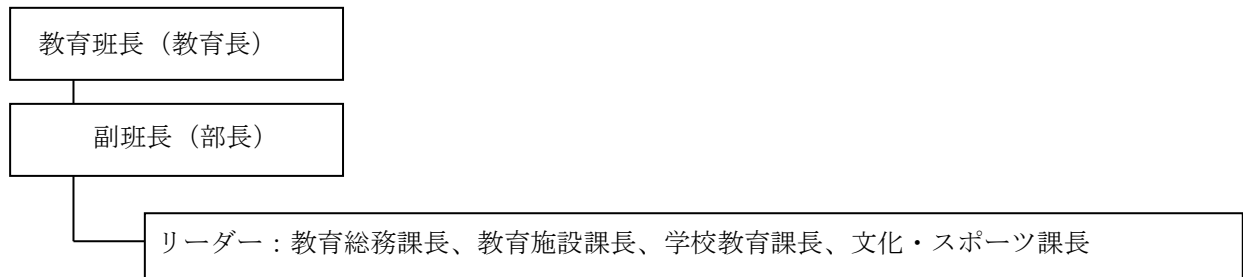 教育班長（教育長）
副班長（部長）
リーダー：教育総務課長、教育施設課長、学校教育課長、文化・スポーツ課長